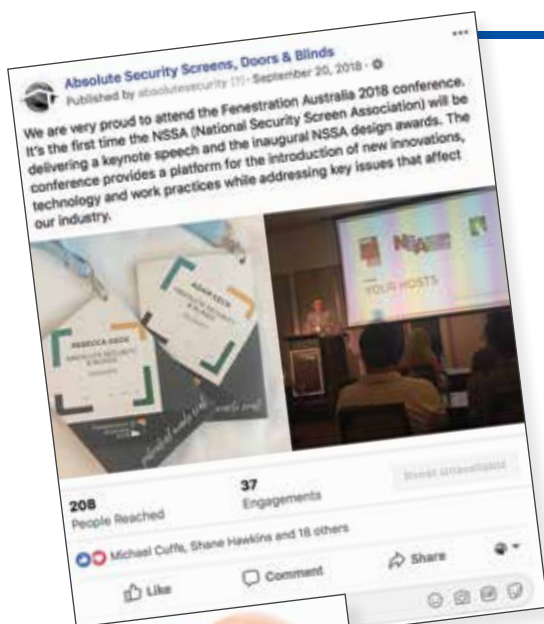 Absolute Security Screens, Doors & Blinds
Published by absolutesecurity [?] · September 20, 2018 ·
We are very proud to attend the Fenestration Australia 2018 conference.
It's the first time the NSSA (National Security Screen Association) will be
delivering a keynote speech and the inaugural NSSA design awards. The
conference provides a platform for the introduction of new innovations,
technology and work practices while addressing key issues that affect
our industry.
REBECCA KECK
ABSOLUTE SECURITY
& BLINDS
ADAM KECK
ABSOLUTE SECURITY
& BLINDS
YOUR HOSTS
208
People Reached
37
Engagements
Boost Unavailable
Michael Cuffe, Shane Hawkins and 18 others
Like
Comment
Share